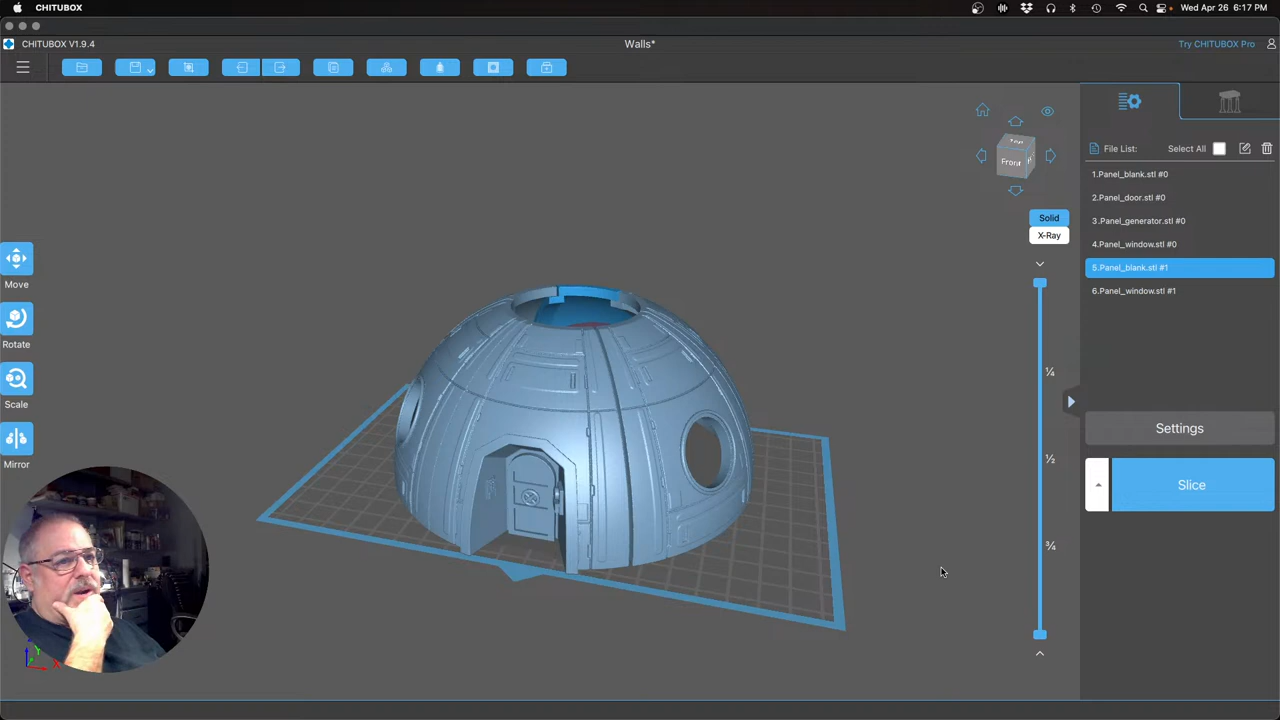 CHITUBOX
Wed Apr 26 6:17 PM
CHITUBOX V1.9.4
Walls*
Try CHITUBOX Pro
File List:
Select All
1.Panel_blank.stl #0
2.Panel_door.stl #0
3.Panel_generator.stl #0
4.Panel_window.stl #0
5.Panel_blank.stl #1
6.Panel_window.stl #1
Top
Front
Solid
X-Ray
Move
Rotate
Scale
Mirror
¼
½
¾
Settings
Slice
Y
X